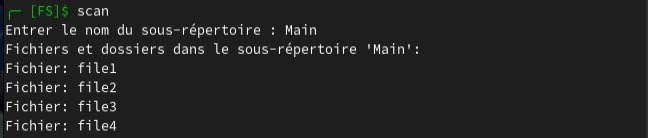 ╭─ [FS]$ scan
Entrer le nom du sous-répertoire : Main
Fichiers et dossiers dans le sous-répertoire 'Main':
Fichier: file1
Fichier: file2
Fichier: file3
Fichier: file4